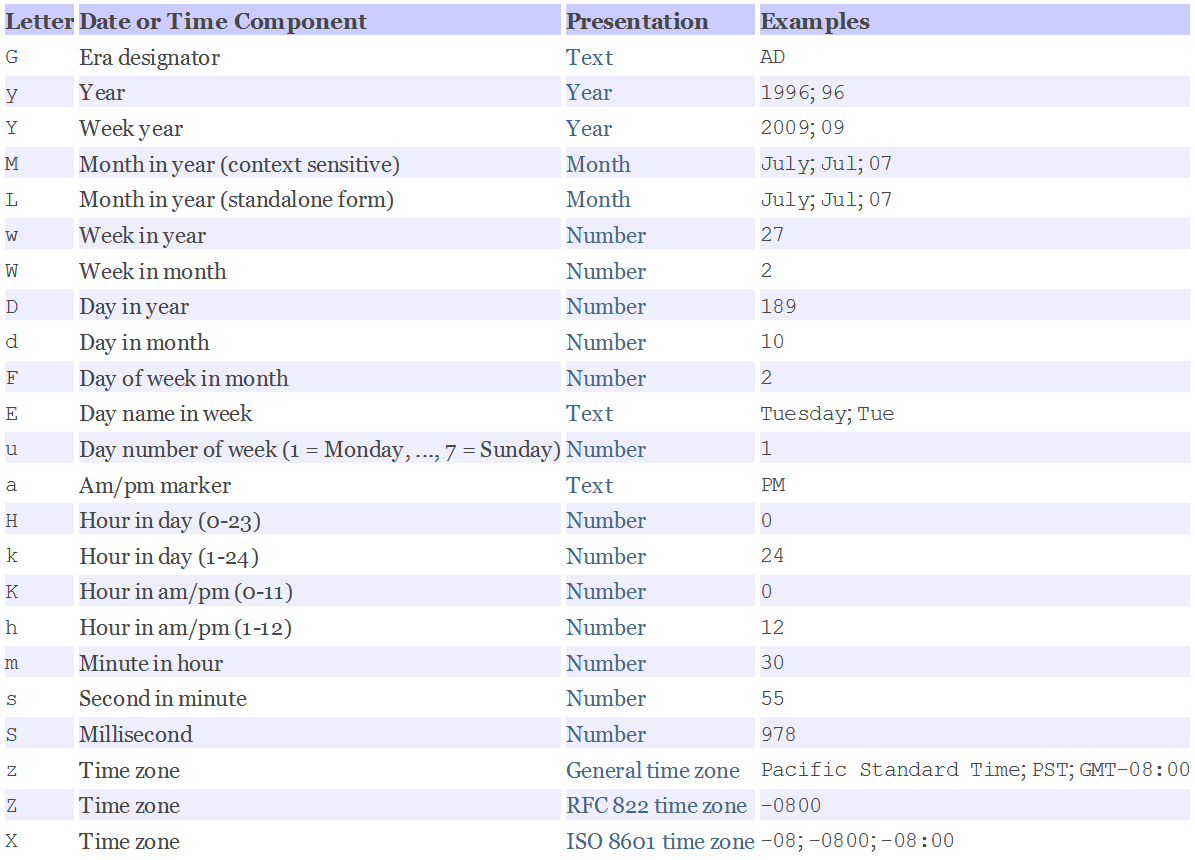 Letter Date or Time Component Presentation Examples
G Era designator Text AD
y Year Year 1996; 96
Y Week year Year 2009; 09
M Month in year (context sensitive) Month July; Jul; 07
L Month in year (standalone form) Month July; Jul; 07
w Week in year Number 27
W Week in month Number 2
D Day in year Number 189
d Day in month Number 10
F Day of week in month Number 2
E Day name in week Text Tuesday; Tue
u Day number of week (1 = Monday, ..., 7 = Sunday) Number 1
a Am/pm marker Text PM
H Hour in day (0-23) Number 0
k Hour in day (1-24) Number 24
K Hour in am/pm (0-11) Number 0
h Hour in am/pm (1-12) Number 12
m Minute in hour Number 30
s Second in minute Number 55
S Millisecond Number 978
z Time zone General time zone Pacific Standard Time; PST; GMT-08:00
Z Time zone RFC 822 time zone -0800
X Time zone ISO 8601 time zone -08; -0800; -08:00